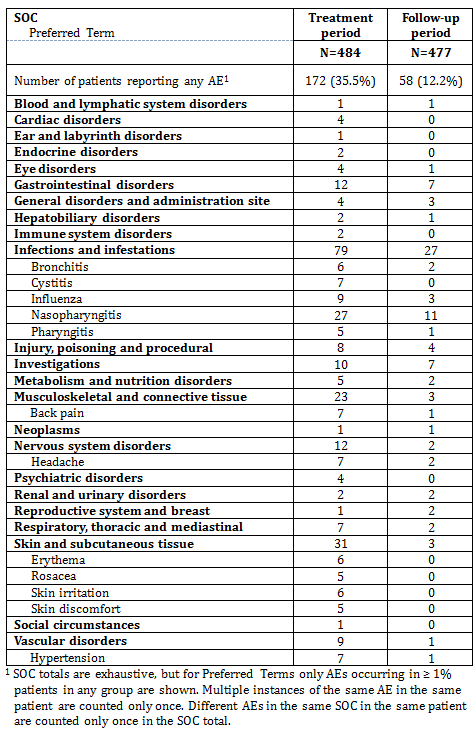 SOC Treatment period Follow-up period
Preferred Term
N=484 N=477
Number of patients reporting any AE1 172 (35.5%) 58 (12.2%)
Blood and lymphatic system disorders 1 1
Cardiac disorders 4 0
Ear and labyrinth disorders 1 0
Endocrine disorders 2 0
Eye disorders 4 1
Gastrointestinal disorders 12 7
General disorders and administration site 4 3
Hepatobiliary disorders 2 1
Immune system disorders 2 0
Infections and infestations 79 27
Bronchitis 6 2
Cystitis 7 0
Influenza 9 3
Nasopharyngitis 27 11
Pharyngitis 5 1
Injury, poisoning and procedural 8 4
Investigations 10 7
Metabolism and nutrition disorders 5 2
Musculoskeletal and connective tissue 23 3
Back pain 7 1
Neoplasms 1 1
Nervous system disorders 12 2
Headache 7 2
Psychiatric disorders 4 0
Renal and urinary disorders 2 2
Reproductive system and breast 1 2
Respiratory, thoracic and mediastinal 7 2
Skin and subcutaneous tissue 31 3
Erythema 6 0
Rosacea 5 0
Skin irritation 6 0
Skin discomfort 5 0
Social circumstances 1 0
Vascular disorders 9 1
Hypertension 7 1
1 SOC totals are exhaustive, but for Preferred Terms only AEs occurring in ≥ 1%
patients in any group are shown. Multiple instances of the same AE in the same
patient are counted only once. Different AEs in the same SOC in the same patient
are counted only once in the SOC total.